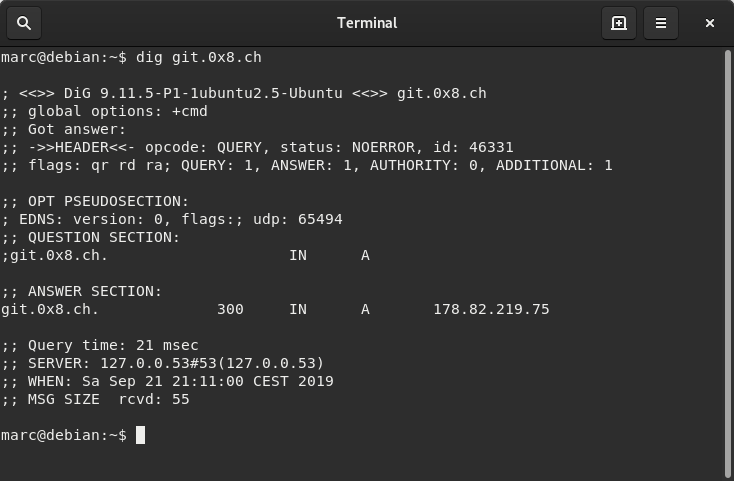 Terminal
marc@debian:~$ dig git.0x8.ch
; <<>> DiG 9.11.5-P1-1ubuntu2.5-Ubuntu <<>> git.0x8.ch
;; global options: +cmd
;; Got answer:
;; ->>HEADER<<- opcode: QUERY, status: NOERROR, id: 46331
;; flags: qr rd ra; QUERY: 1, ANSWER: 1, AUTHORITY: 0, ADDITIONAL: 1
;; OPT PSEUDOSECTION:
; EDNS: version: 0, flags:; udp: 65494
;; QUESTION SECTION:
;git.0x8.ch.                    IN      A
;; ANSWER SECTION:
git.0x8.ch.             300     IN      A       178.82.219.75
;; Query time: 21 msec
;; SERVER: 127.0.0.53#53(127.0.0.53)
;; WHEN: Sa Sep 21 21:11:00 CEST 2019
;; MSG SIZE  rcvd: 55
marc@debian:~$